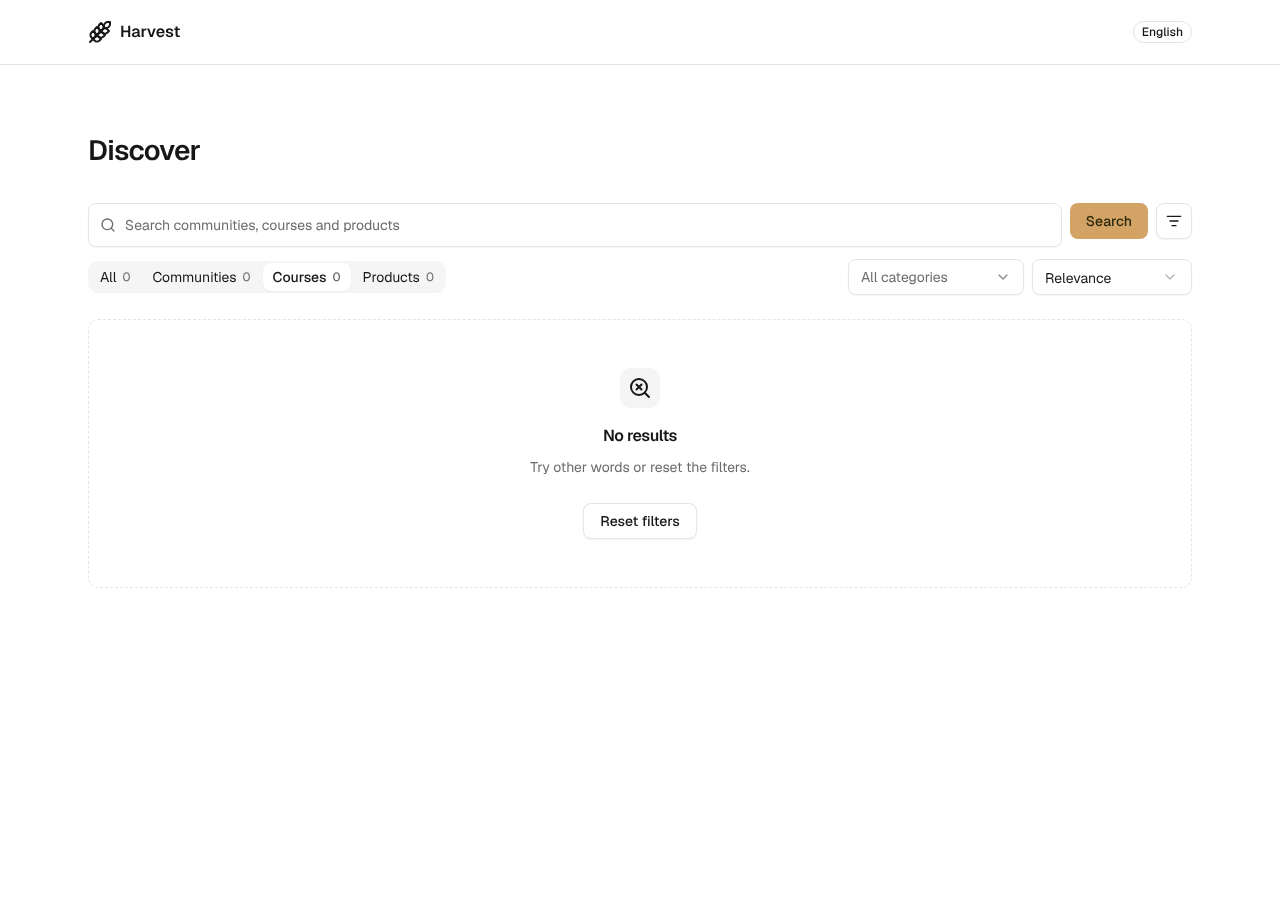 Harvest
English
Discover
Search communities, courses and products
Search
All 0 Communities 0 Courses 0 Products 0
All categories
Relevance
No results
Try other words or reset the filters.
Reset filters